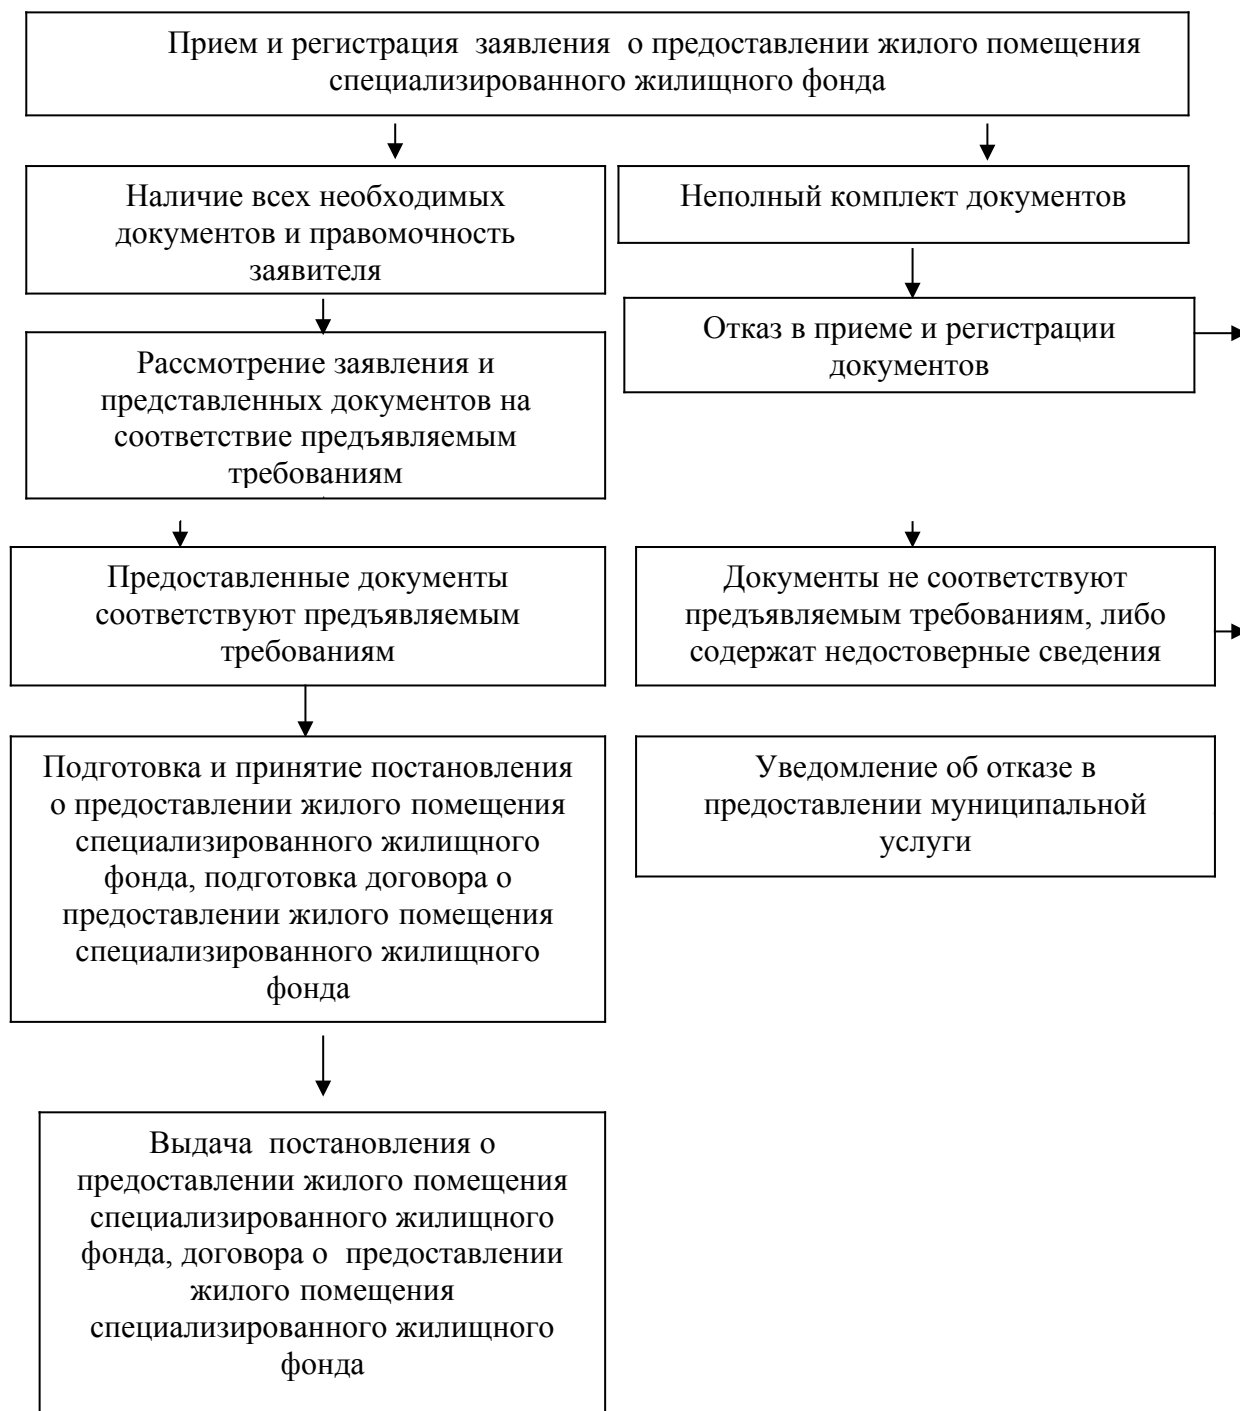 Прием и регистрация  заявления  о предоставлении жилого помещения
специализированного жилищного фонда
Наличие всех необходимых
документов и правомочность
заявителя
Неполный комплект документов
Отказ в приеме и регистрации
документов
Рассмотрение заявления и
представленных документов на
соответствие предъявляемым
требованиям
Предоставленные документы
соответствуют предъявляемым
требованиям
Документы не соответствуют
предъявляемым требованиям, либо
содержат недостоверные сведения
Подготовка и принятие постановления
о предоставлении жилого помещения
специализированного жилищного
фонда, подготовка договора о
предоставлении жилого помещения
специализированного жилищного
фонда
Уведомление об отказе в
предоставлении муниципальной
услуги
Выдача  постановления о
предоставлении жилого помещения
специализированного жилищного
фонда, договора о  предоставлении
жилого помещения
специализированного жилищного
фонда